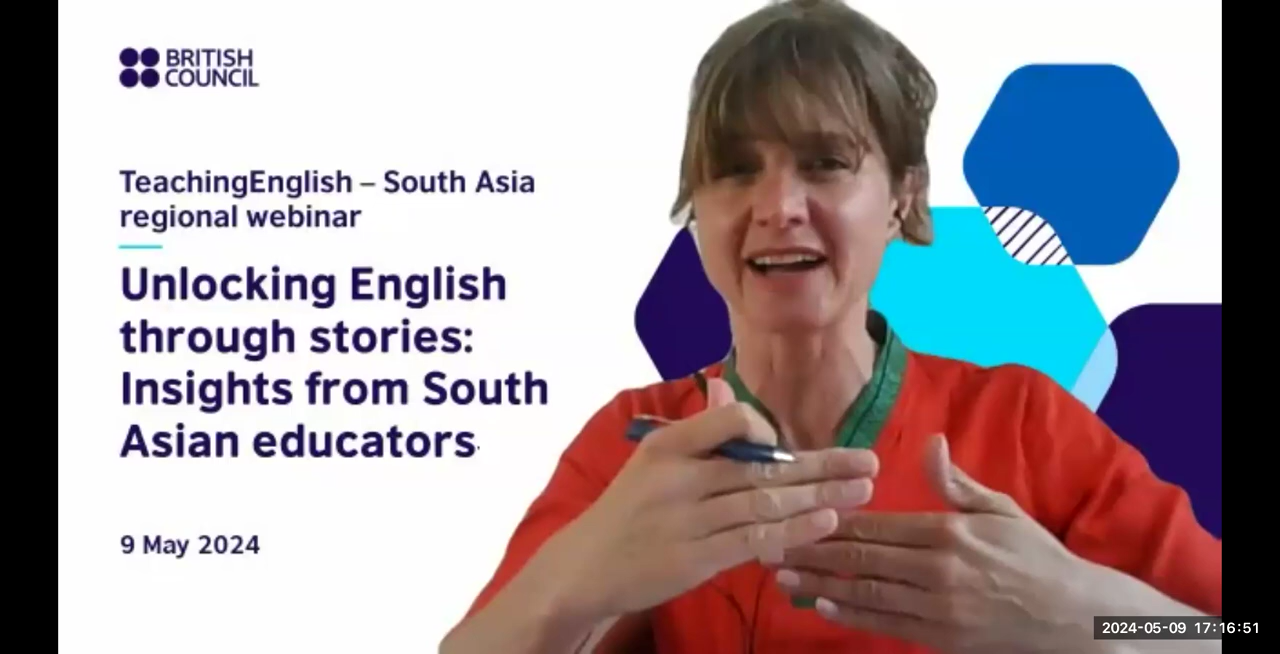 BRITISH
COUNCIL
TeachingEnglish – South Asia
regional webinar
Unlocking English
through stories:
Insights from South
Asian educators
9 May 2024
2024-05-09 17:16:51